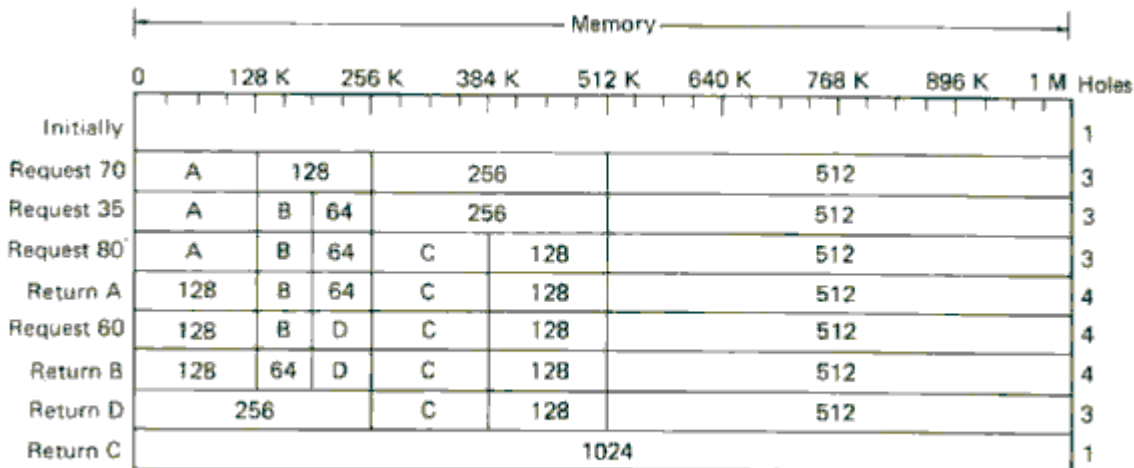 Memory
0 128 K 256 K 384 K 512 K 640 K 768 K 896 K 1 M Holes
Initially 1
Request 70 A 128 256 512 3
Request 35 A B 64 256 512 3
Request 80 A B 64 C 128 512 3
Return A 128 B 64 C 128 512 4
Request 60 128 B D C 128 512 4
Return B 128 64 D C 128 512 4
Return D 256 C 128 512 3
Return C 1024 1